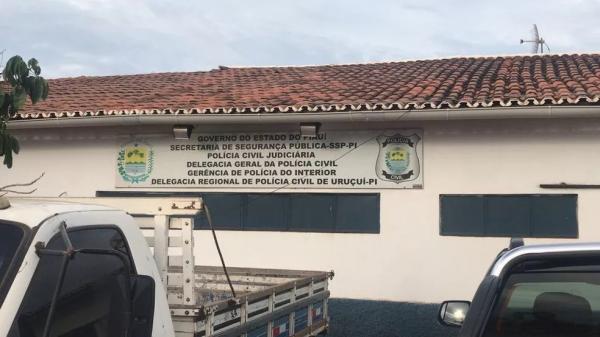 GOVERNO DO ESTADO DO PIAUÍ
SECRETARIA DE SEGURANÇA PÚBLICA-SSP-PI
POLÍCIA CIVIL JUDICIÁRIA
DELEGACIA GERAL DA POLÍCIA CIVIL
GERÊNCIA DE POLÍCIA DO INTERIOR
DELEGACIA REGIONAL DE POLÍCIA CIVIL DE URUÇUÍ-PI
CIVIL